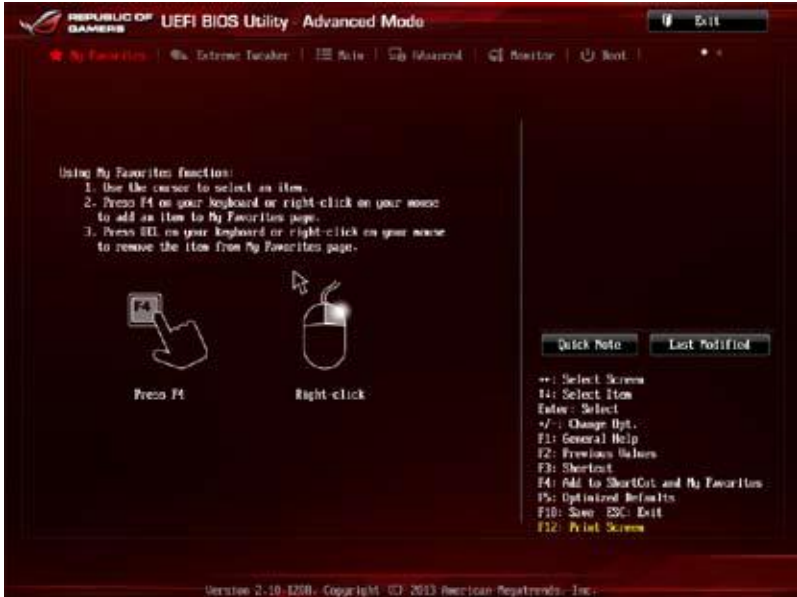 REPUBLIC OF
GAMERS
UEFI BIOS Utility - Advanced Mode
Exit
My Favorites | Extreme Tweaker | Main | Advanced | Monitor | Boot |
Using My Favorites function:
1. Use the cursor to select an item.
2. Press F4 on your keyboard or right-click on your mouse
to add an item to My Favorites page.
3. Press DEL on your keyboard or right-click on your mouse
to remove the item from My Favorites page.
F4
Press F4
Right-click
Quick Note
Last Modified
→←: Select Screen
↑↓: Select Item
Enter: Select
+/-: Change Opt.
F1: General Help
F2: Previous Values
F3: Shortcut
F4: Add to ShortCut and My Favorites
F5: Optimized Defaults
F10: Save ESC: Exit
F12: Print Screen
Version 2.10.1208. Copyright (C) 2013 American Megatrends, Inc.